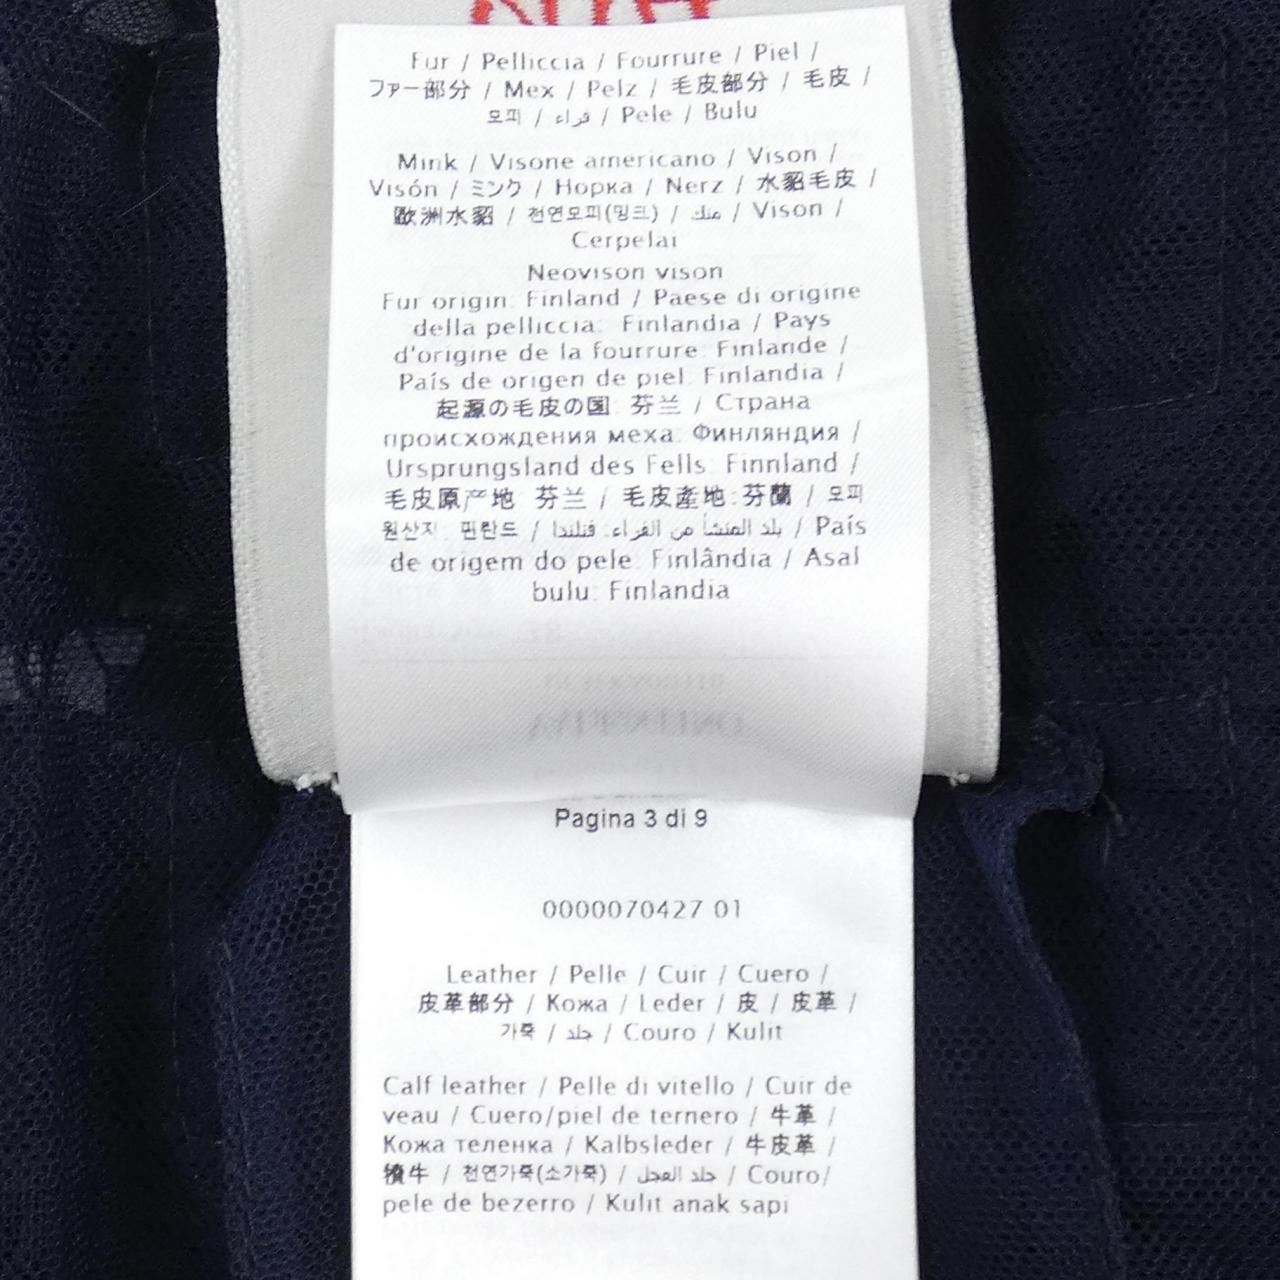 Fur / Pelliccia / Fourrure / Piel /
ファー部分 / Mex / Pelz / 毛皮部分 / 毛皮 /
모피 / فراء / Pele / Bulu
Mink / Visone americano / Vison /
Visón / ミンク / Норка / Nerz / 水貂毛皮 /
歐洲水貂 / 천연모피(밍크) / منك / Vison /
Cerpelai
Neovison vison
Fur origin: Finland / Paese di origine
della pelliccia: Finlandia / Pays
d'origine de la fourrure: Finlande /
País de origen de piel: Finlandia /
起源の毛皮の国: 芬兰 / Страна
происхождения меха: Финляндия /
Ursprungsland des Fells: Finnland /
毛皮原产地: 芬兰 / 毛皮產地:芬蘭 / 모피
원산지: 핀란드 / بلد المنشأ من الفراء: فنلندا / País
de origem do pele: Finlândia / Asal
bulu: Finlandia
Pagina 3 di 9
0000070427 01
Leather / Pelle / Cuir / Cuero /
皮革部分 / Кожа / Leder / 皮 / 皮革 /
가죽 / جلد / Couro / Kulit
Calf leather / Pelle di vitello / Cuir de
veau / Cuero/piel de ternero / 牛革 /
Кожа теленка / Kalbsleder / 牛皮革 /
犢牛 / 천연가죽(소가죽) / جلد العجل / Couro/
pele de bezerro / Kulit anak sapi